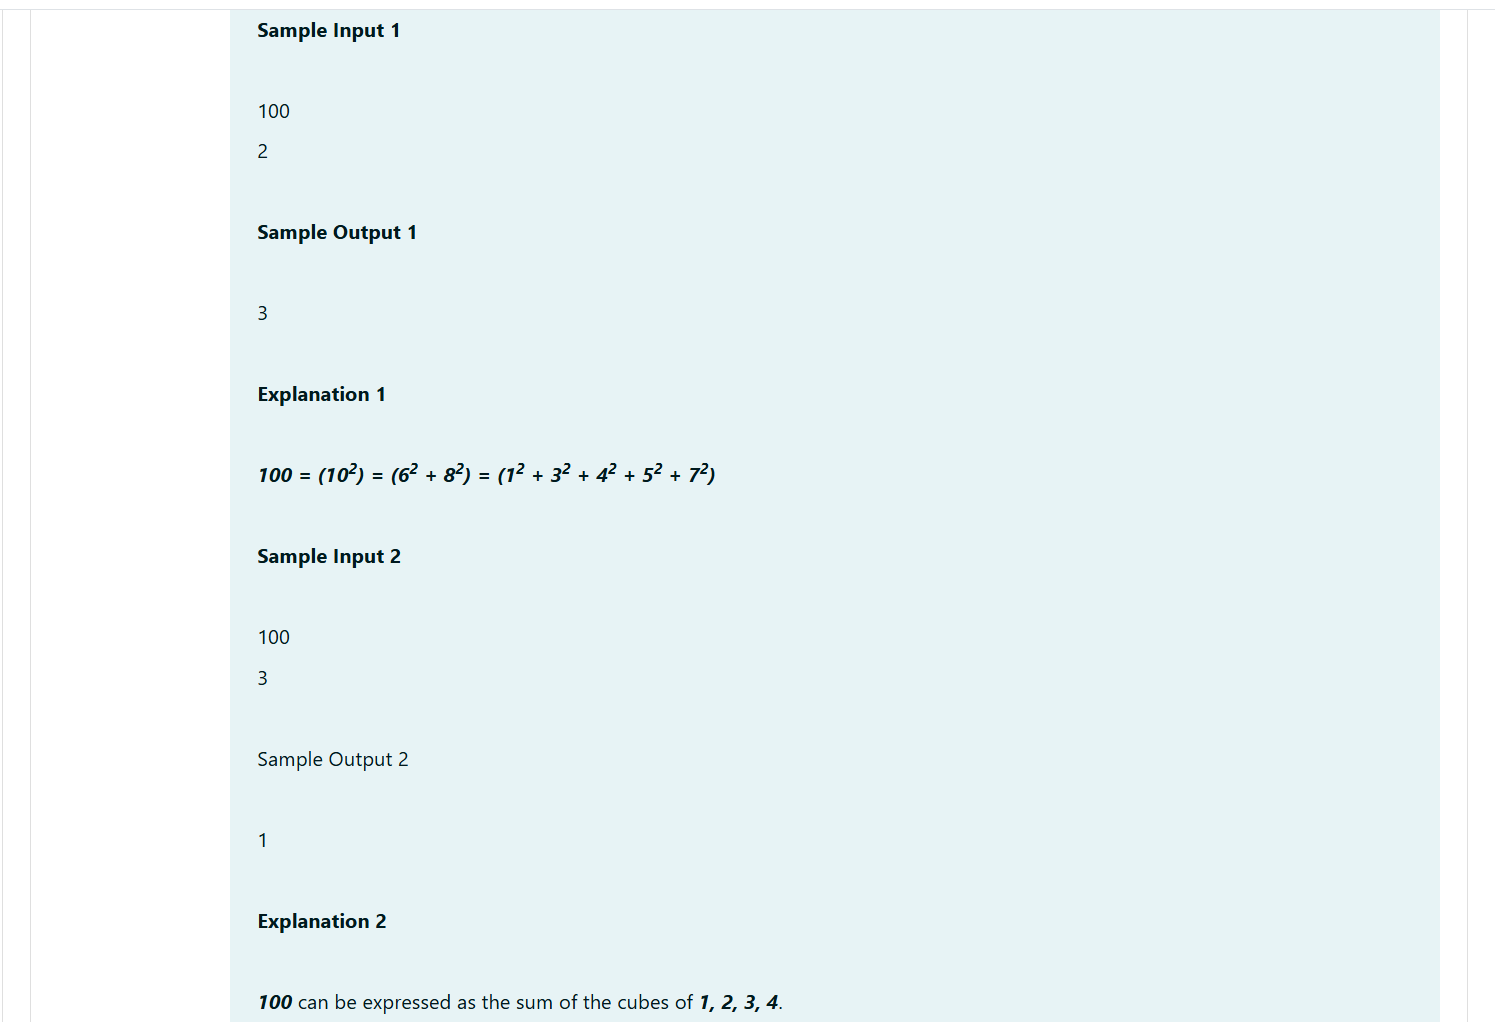 Sample Input 1
100
2
Sample Output 1
3
Explanation 1
100 = (10²) = (6² + 8²) = (1² + 3² + 4² + 5² + 7²)
Sample Input 2
100
3
Sample Output 2
1
Explanation 2
100 can be expressed as the sum of the cubes of 1, 2, 3, 4.